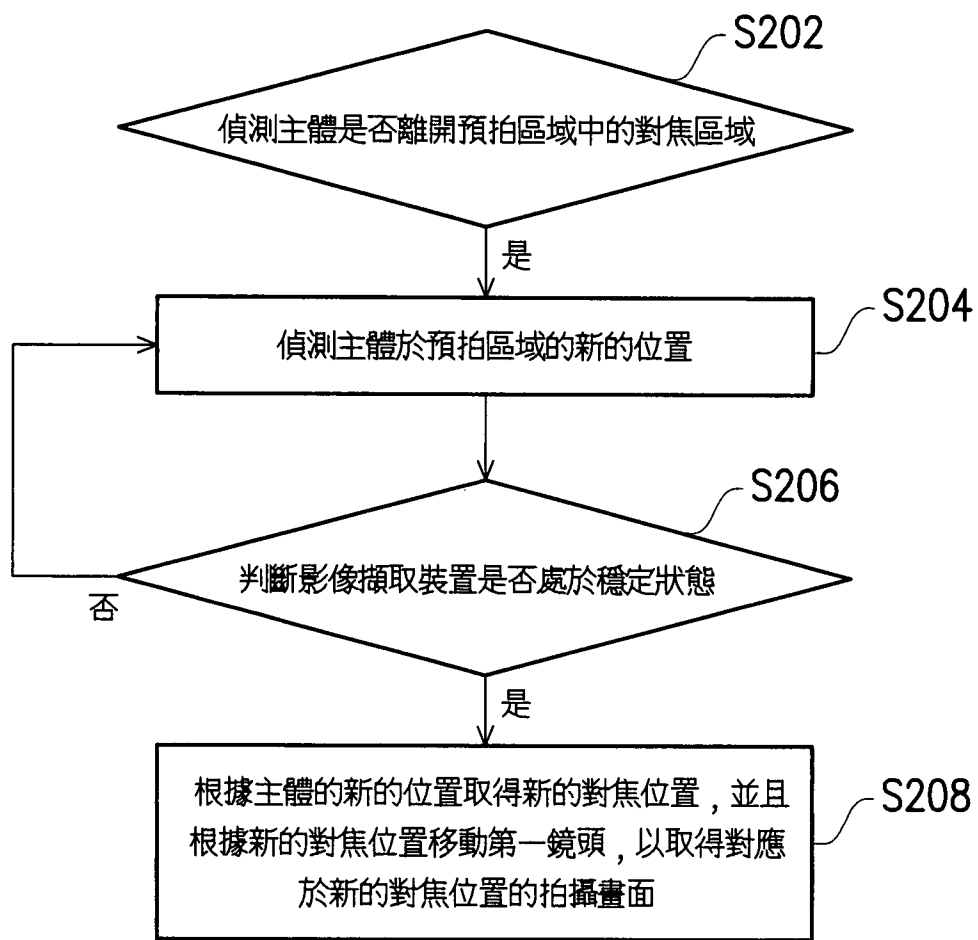 S202
偵測主體是否離開預拍區域中的對焦區域
是
S204
偵測主體於預拍區域的新的位置
S206
判斷影像擷取裝置是否處於穩定狀態
否
是
S208
根據主體的新的位置取得新的對焦位置，並且
根據新的對焦位置移動第一鏡頭，以取得對應
於新的對焦位置的拍攝畫面